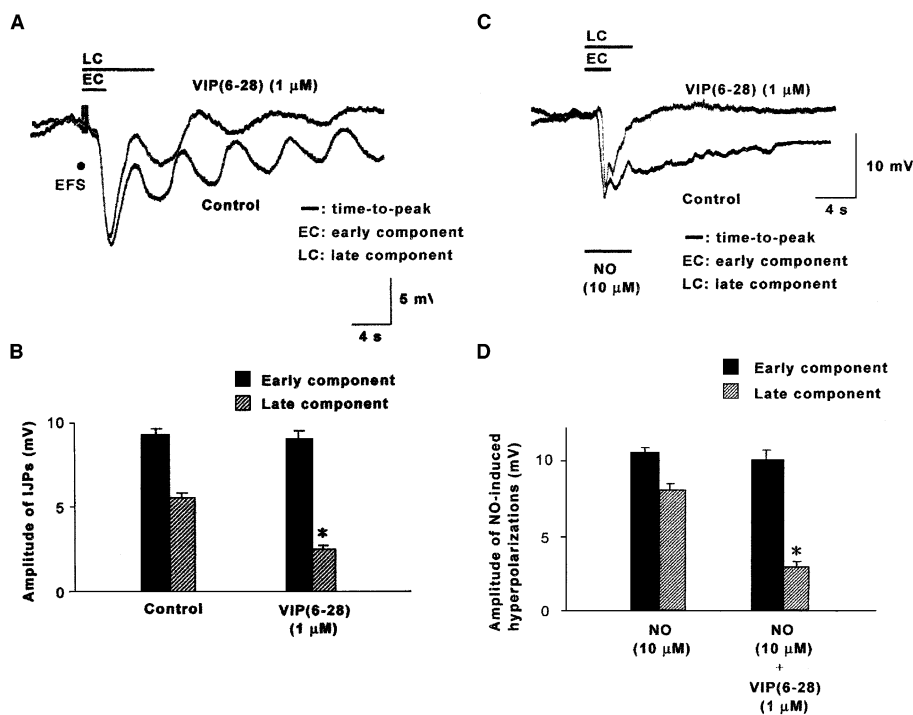 A
LC
EC
VIP(6-28) (1 μM)
EFS
Control
: time-to-peak
EC: early component
LC: late component
5 m\
4 s
C
LC
EC
VIP(6-28) (1 μM)
10 mV
4 s
Control
: time-to-peak
EC: early component
LC: late component
NO
(10 μM)
B
Early component
Late component
Amplitude of IJPs (mV)
10
5
0
*
Control
VIP(6-28)
(1 μM)
D
Early component
Late component
Amplitude of NO-induced
hyperpolarizations (mV)
10
5
0
*
NO
(10 μM)
NO
(10 μM)
+
VIP(6-28)
(1 μM)